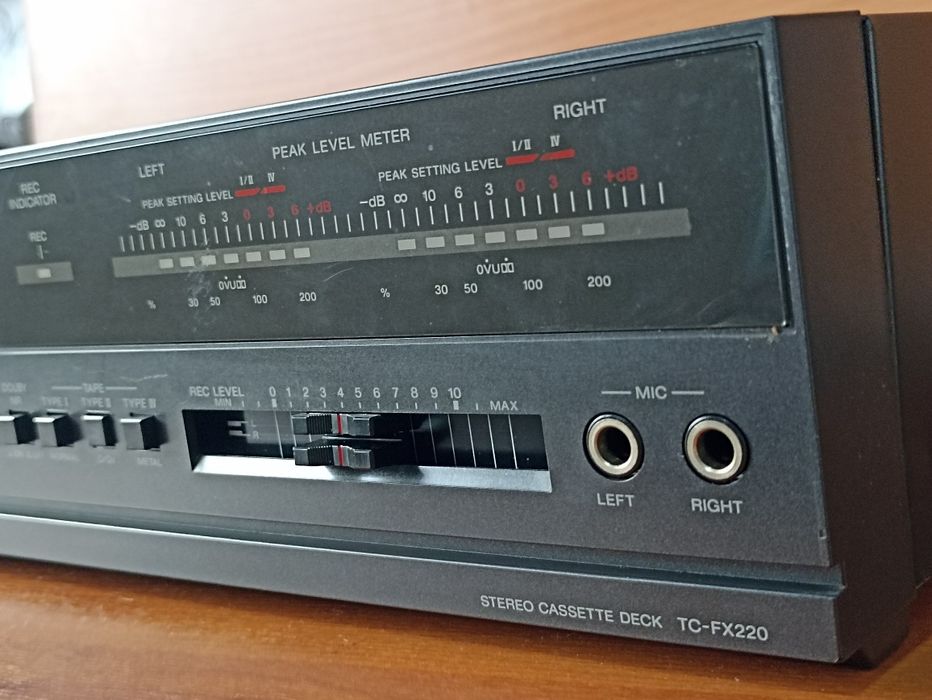 RIGHT
PEAK LEVEL METER
I/II IV
LEFT
PEAK SETTING LEVEL
REC
INDICATOR
I/II IV
PEAK SETTING LEVEL
-dB ∞ 10 6 3 0 3 6 +dB
-dB ∞ 10 6 3 0 3 6 +dB
REC
0VU
0VU
% 30 50 100 200
% 30 50 100 200
DOLBY
NR
TAPE
TYPE I TYPE II TYPE IV
METAL
REC LEVEL
MIN 0 1 2 3 4 5 6 7 8 9 10 MAX
L
R
MIC
LEFT RIGHT
STEREO CASSETTE DECK TC-FX220